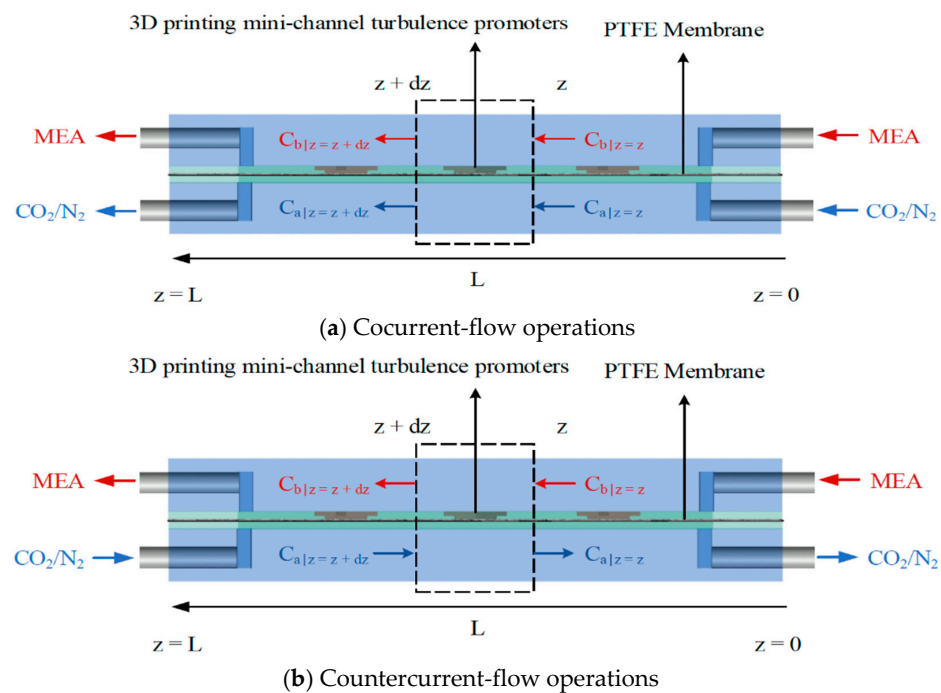 3D printing mini-channel turbulence promoters
PTFE Membrane
z + dz z
MEA C_b|z = z + dz C_b|z = z MEA
CO₂/N₂ C_a|z = z + dz C_a|z = z CO₂/N₂
L
z = L z = 0
(a) Cocurrent-flow operations
3D printing mini-channel turbulence promoters
PTFE Membrane
z + dz z
MEA C_b|z = z + dz C_b|z = z MEA
CO₂/N₂ C_a|z = z + dz C_a|z = z CO₂/N₂
L
z = L z = 0
(b) Countercurrent-flow operations